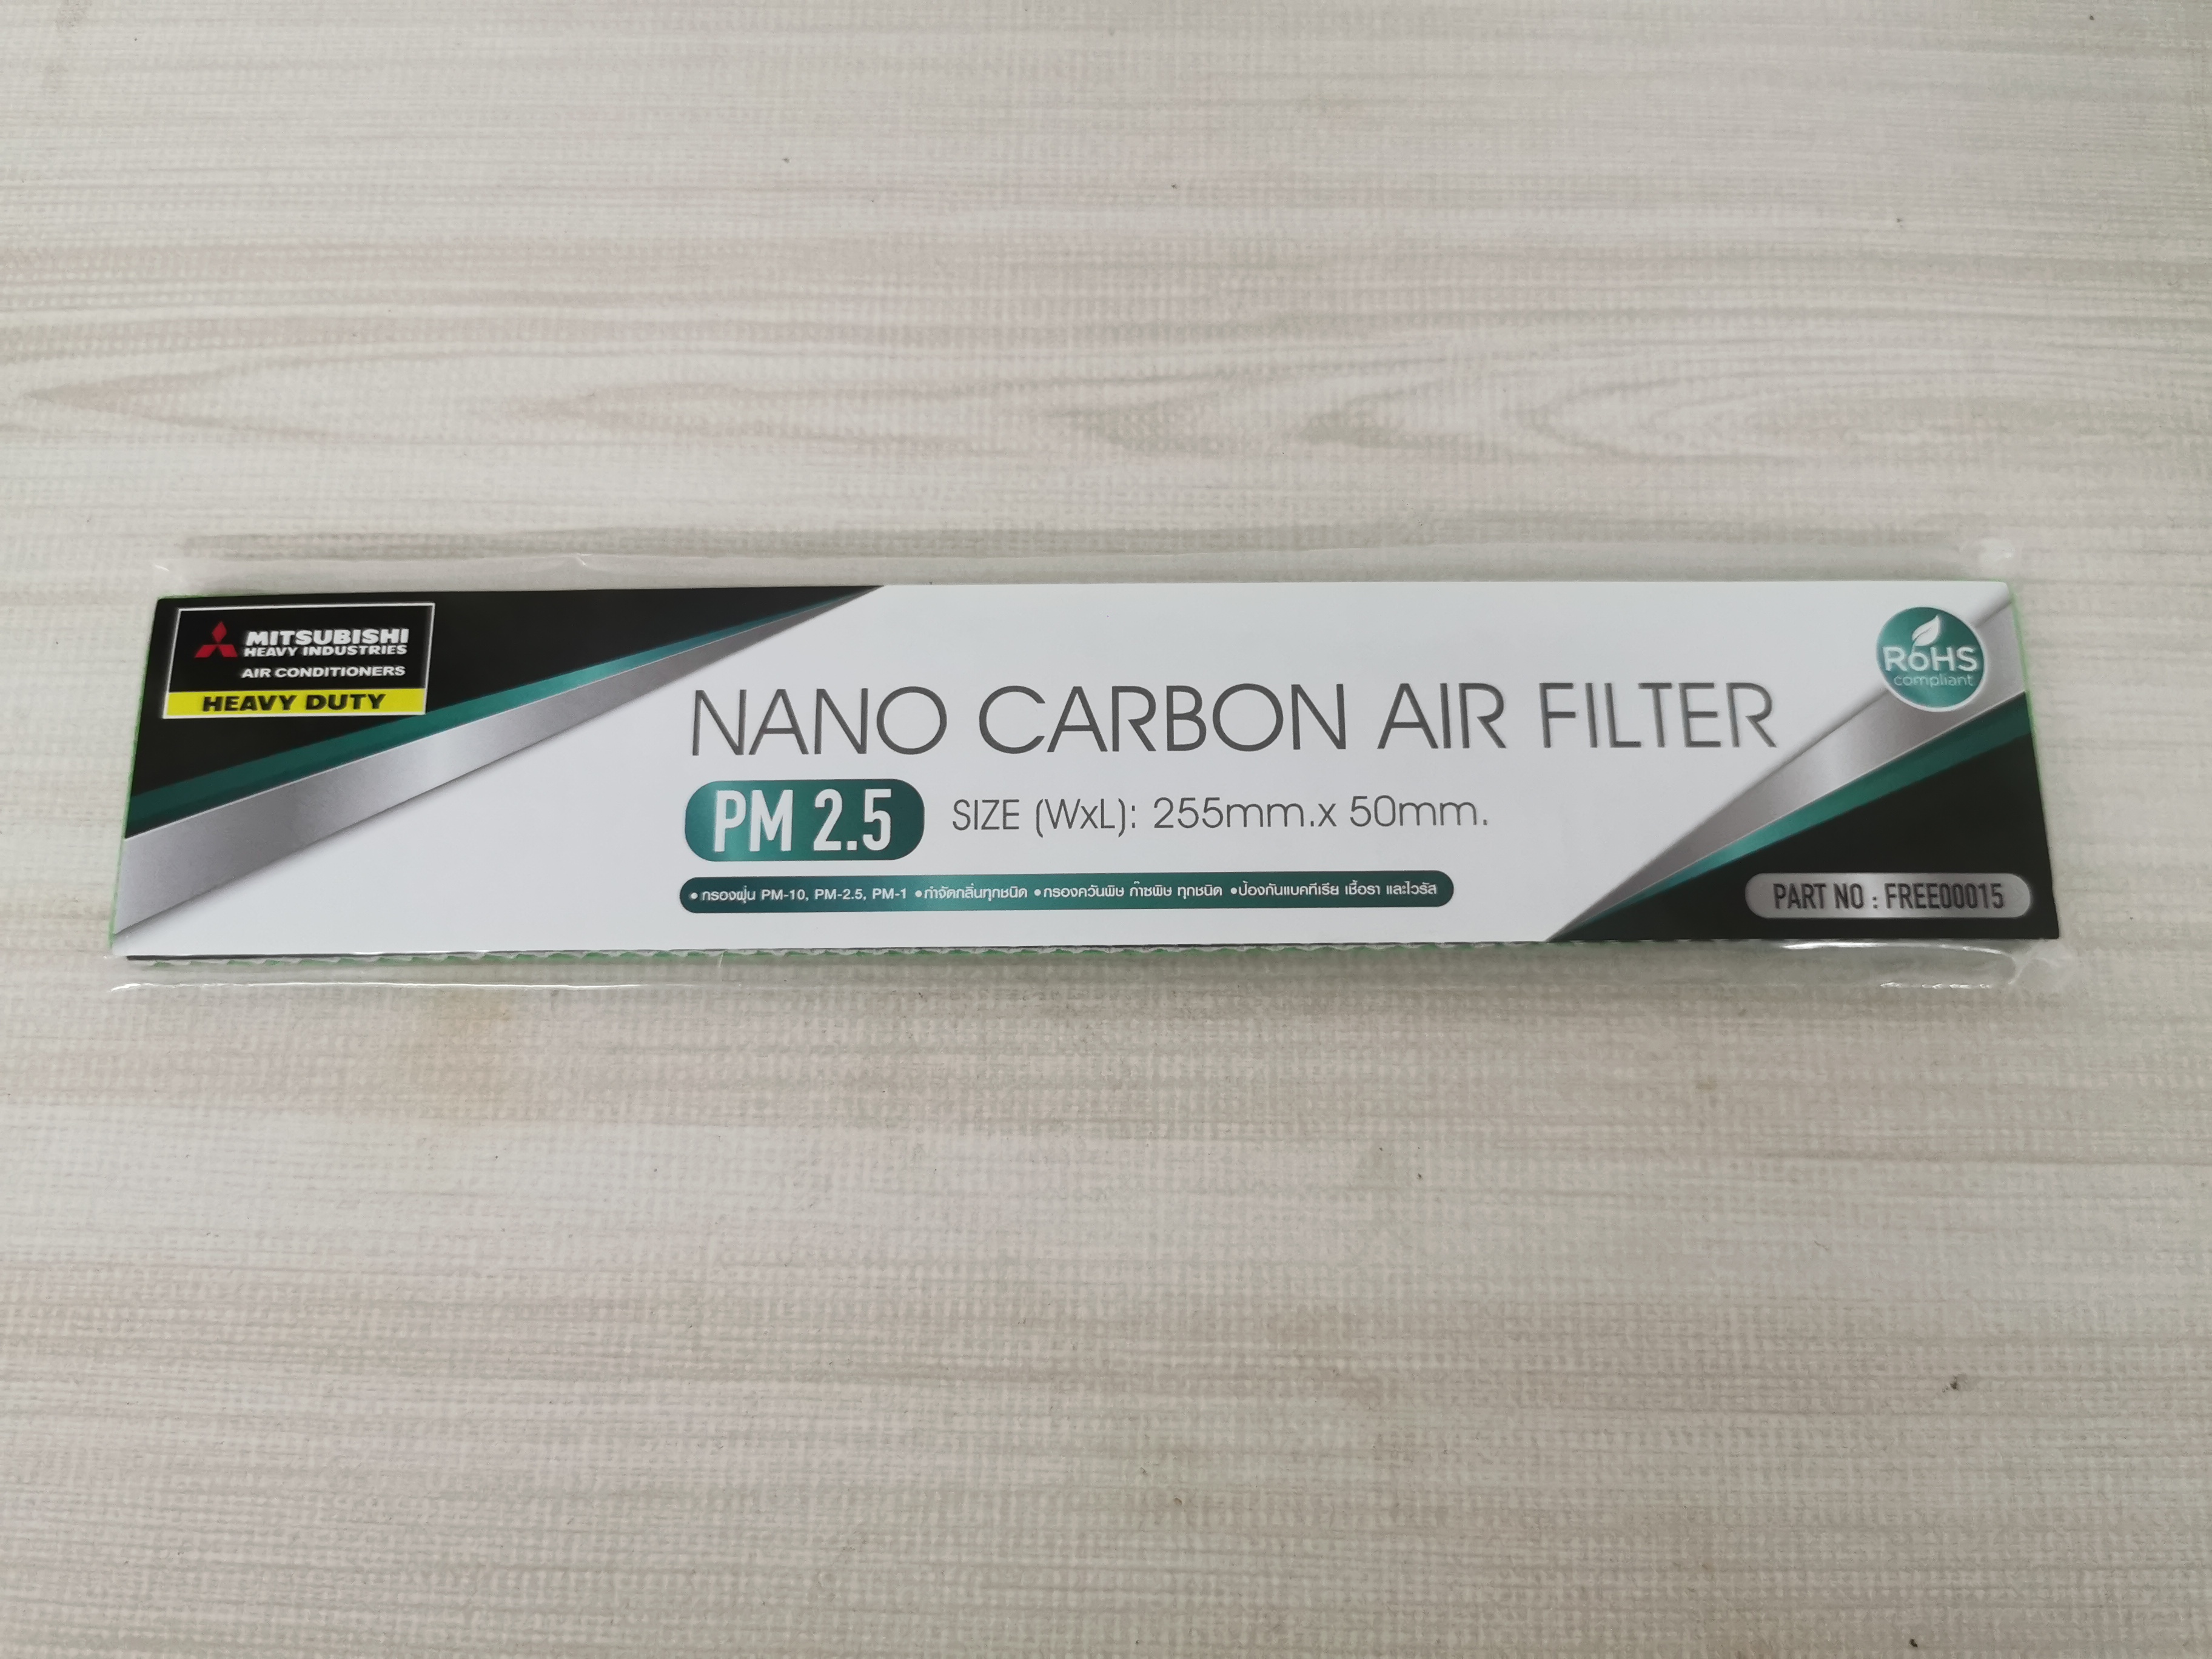 MITSUBISHI
HEAVY INDUSTRIES
AIR CONDITIONERS
HEAVY DUTY
RoHS
compliant
NANO CARBON AIR FILTER
PM 2.5 SIZE (WxL): 255mm.x 50mm.
• กรองฝุ่น PM-10, PM-2.5, PM-1 •กำจัดกลิ่นทุกชนิด •กรองควันพิษ ก๊าซพิษ ทุกชนิด •ป้องกันแบคทีเรีย เชื้อรา และไวรัส
PART NO : FREE00015